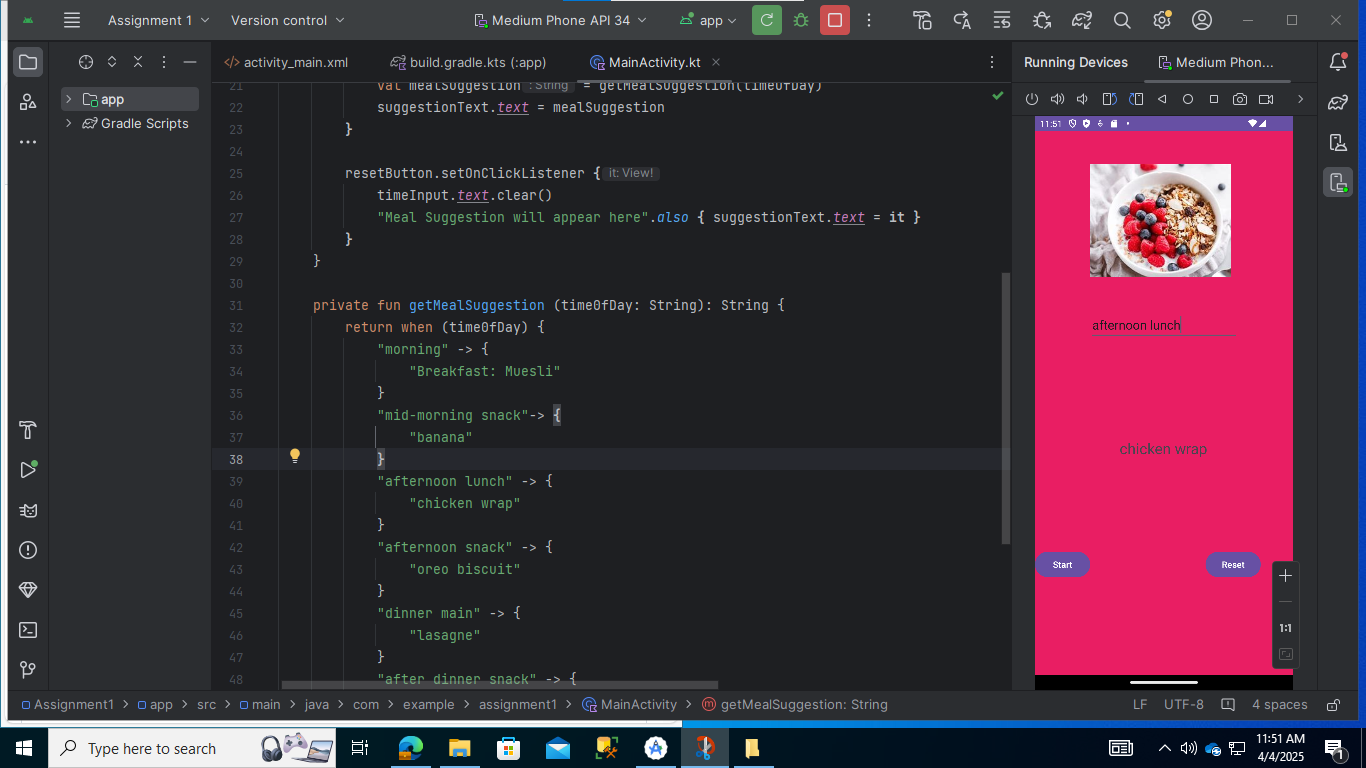 Assignment 1 Version control Medium Phone API 34 app
activity_main.xml build.gradle.kts (:app) MainActivity.kt Running Devices Medium Phon...
app
Gradle Scripts
21 val mealSuggestion : String = getMealSuggestion(timeOfDay)
22 suggestionText.text = mealSuggestion
23 }
24
25 resetButton.setOnClickListener { it: View!
26 timeInput.text.clear()
27 "Meal Suggestion will appear here".also { suggestionText.text = it }
28 }
29 }
30
31 private fun getMealSuggestion (timeOfDay: String): String {
32 return when (timeOfDay) {
33 "morning" -> {
34 "Breakfast: Muesli"
35 }
36 "mid-morning snack"-> {
37 "banana"
38 }
39 "afternoon lunch" -> {
40 "chicken wrap"
41 }
42 "afternoon snack" -> {
43 "oreo biscuit"
44 }
45 "dinner main" -> {
46 "lasagne"
47 }
48 "after dinner snack" -> {
11:51
afternoon lunch
chicken wrap
Start Reset
1:1
Assignment1 > app > src > main > java > com > example > assignment1 > MainActivity > getMealSuggestion: String LF UTF-8 4 spaces
Type here to search
11:51 AM
4/4/2025
1